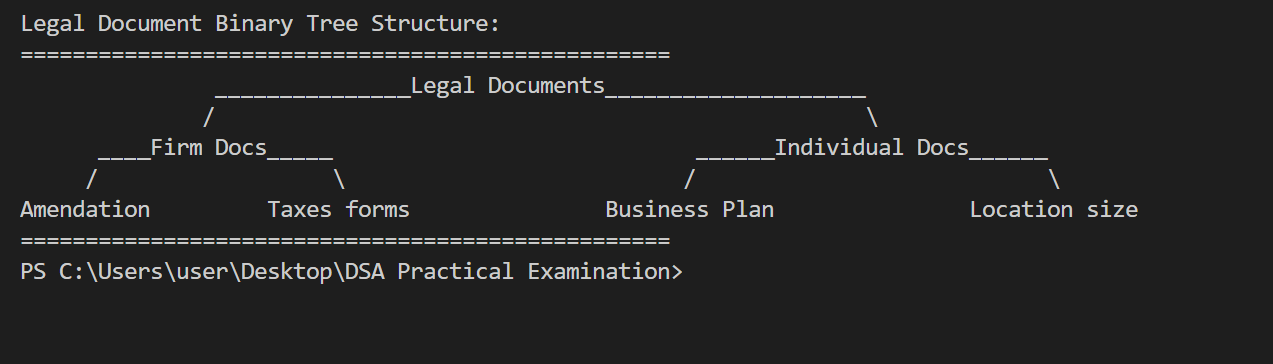 Legal Document Binary Tree Structure:
==================================================
               _______________Legal Documents____________________
              /                                                  \
      ____Firm Docs_____                            ______Individual Docs______
     /                  \                          /                           \
Amendation         Taxes forms               Business Plan               Location size
==================================================
PS C:\Users\user\Desktop\DSA Practical Examination>